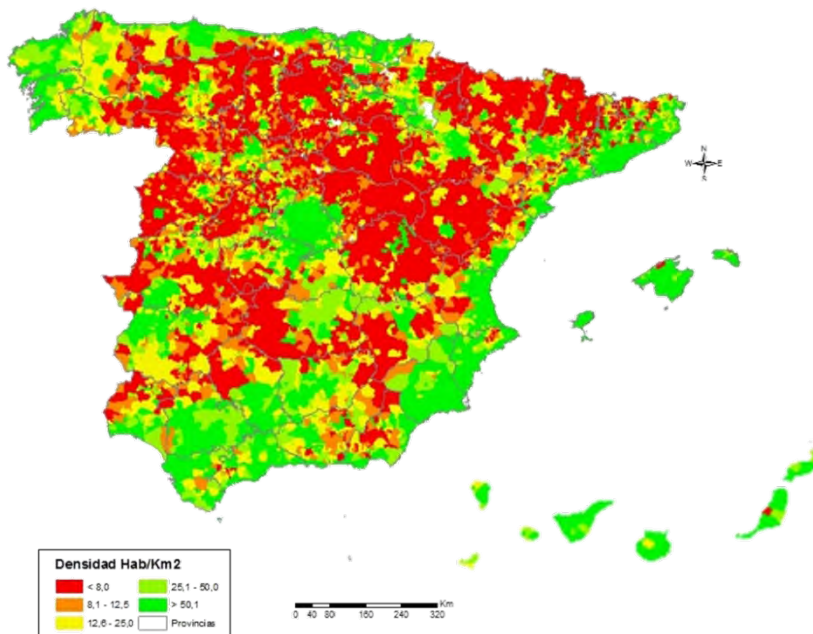 N
W E
S
Densidad Hab/Km2
< 8,0
8,1 - 12,5
12,6 - 25,0
25,1 - 50,0
> 50,1
Provincias
Km
0 40 80 160 240 320